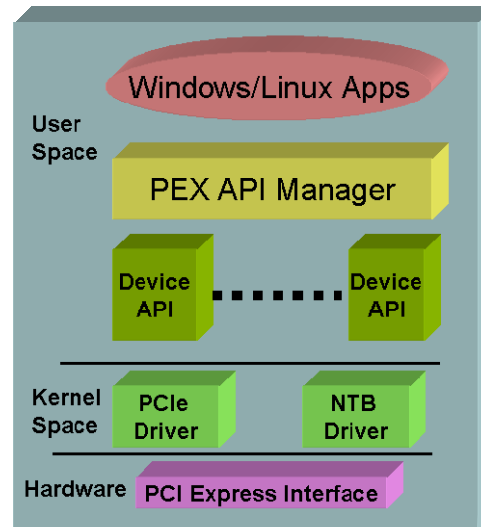 Windows/Linux Apps
User
Space
PEX API Manager
Device
API
Device
API
Kernel
Space
PCIe
Driver
NTB
Driver
Hardware
PCI Express Interface